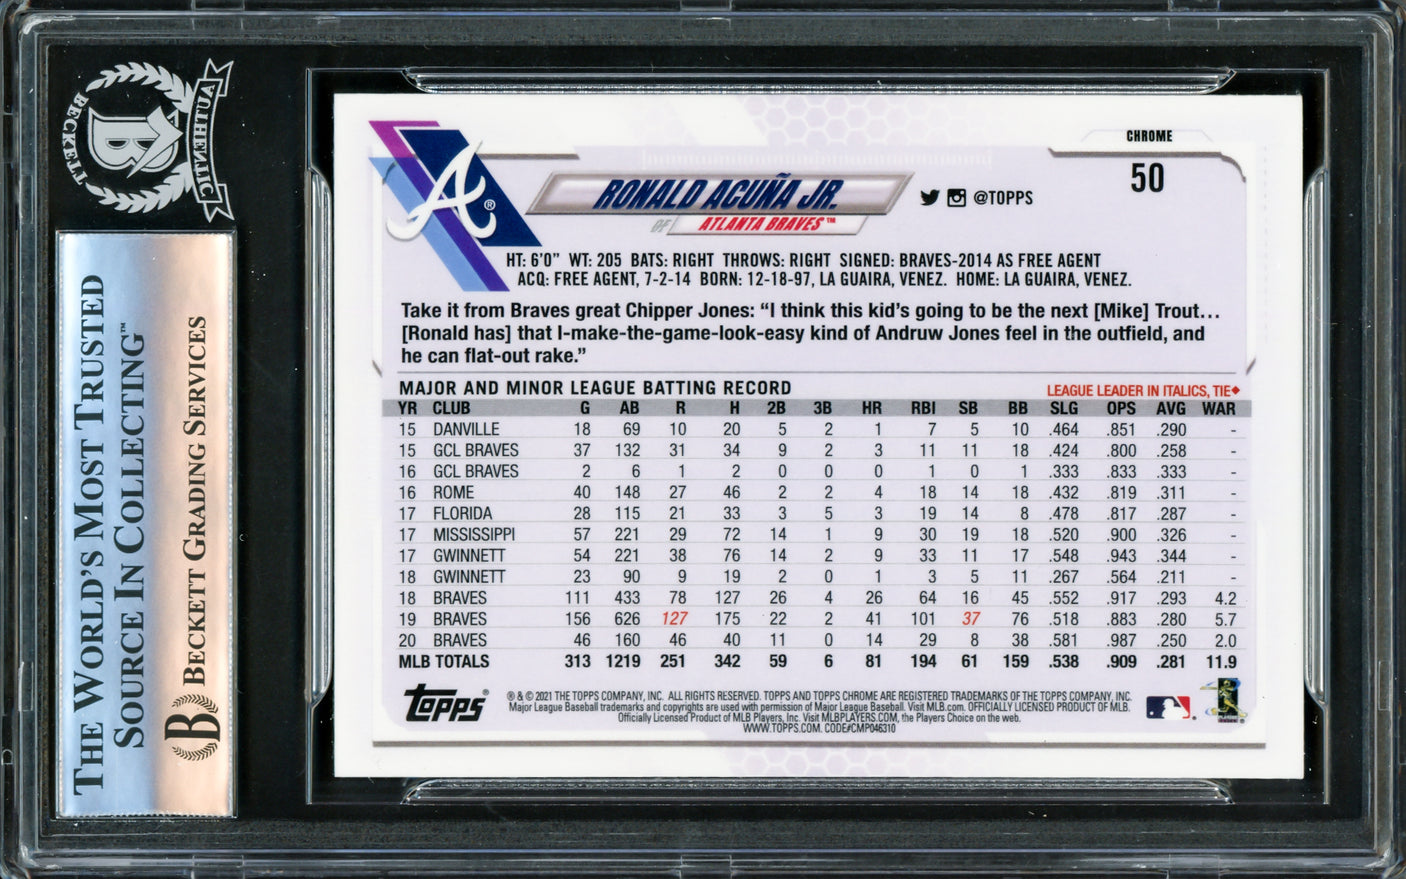 BECKETT
AUTHENTIC
B
THE WORLD'S MOST TRUSTED
SOURCE IN COLLECTING™
BECKETT GRADING SERVICES
B
CHROME
50
A®
RONALD ACUÑA JR.
OF ATLANTA BRAVES™
@TOPPS
HT: 6'0" WT: 205 BATS: RIGHT THROWS: RIGHT SIGNED: BRAVES-2014 AS FREE AGENT
ACQ: FREE AGENT, 7-2-14 BORN: 12-18-97, LA GUAIRA, VENEZ. HOME: LA GUAIRA, VENEZ.
Take it from Braves great Chipper Jones: “I think this kid’s going to be the next [Mike] Trout...
[Ronald has] that I-make-the-game-look-easy kind of Andruw Jones feel in the outfield, and
he can flat-out rake.”
MAJOR AND MINOR LEAGUE BATTING RECORD
LEAGUE LEADER IN ITALICS, TIE♦
YR CLUB G AB R H 2B 3B HR RBI SB BB SLG OPS AVG WAR
15 DANVILLE 18 69 10 20 5 2 1 7 5 10 .464 .851 .290 -
15 GCL BRAVES 37 132 31 34 9 2 3 11 11 18 .424 .800 .258 -
16 GCL BRAVES 2 6 1 2 0 0 0 1 0 1 .333 .833 .333 -
16 ROME 40 148 27 46 2 2 4 18 14 18 .432 .819 .311 -
17 FLORIDA 28 115 21 33 3 5 3 19 14 8 .478 .817 .287 -
17 MISSISSIPPI 57 221 29 72 14 1 9 30 19 18 .520 .900 .326 -
17 GWINNETT 54 221 38 76 14 2 9 33 11 17 .548 .943 .344 -
18 GWINNETT 23 90 9 19 2 0 1 3 5 11 .267 .564 .211 -
18 BRAVES 111 433 78 127 26 4 26 64 16 45 .552 .917 .293 4.2
19 BRAVES 156 626 127 175 22 2 41 101 37 76 .518 .883 .280 5.7
20 BRAVES 46 160 46 40 11 0 14 29 8 38 .581 .987 .250 2.0
MLB TOTALS 313 1219 251 342 59 6 81 194 61 159 .538 .909 .281 11.9
topps®
® & © 2021 THE TOPPS COMPANY, INC. ALL RIGHTS RESERVED. TOPPS AND TOPPS CHROME ARE REGISTERED TRADEMARKS OF THE TOPPS COMPANY, INC.
Major League Baseball trademarks and copyrights are used with permission of Major League Baseball. Visit MLB.com. OFFICIALLY LICENSED PRODUCT OF MLB.
Officially Licensed Product of MLB Players, Inc. Visit MLBPLAYERS.COM, the Players Choice on the web.
WWW.TOPPS.COM. CODE#CMP046310